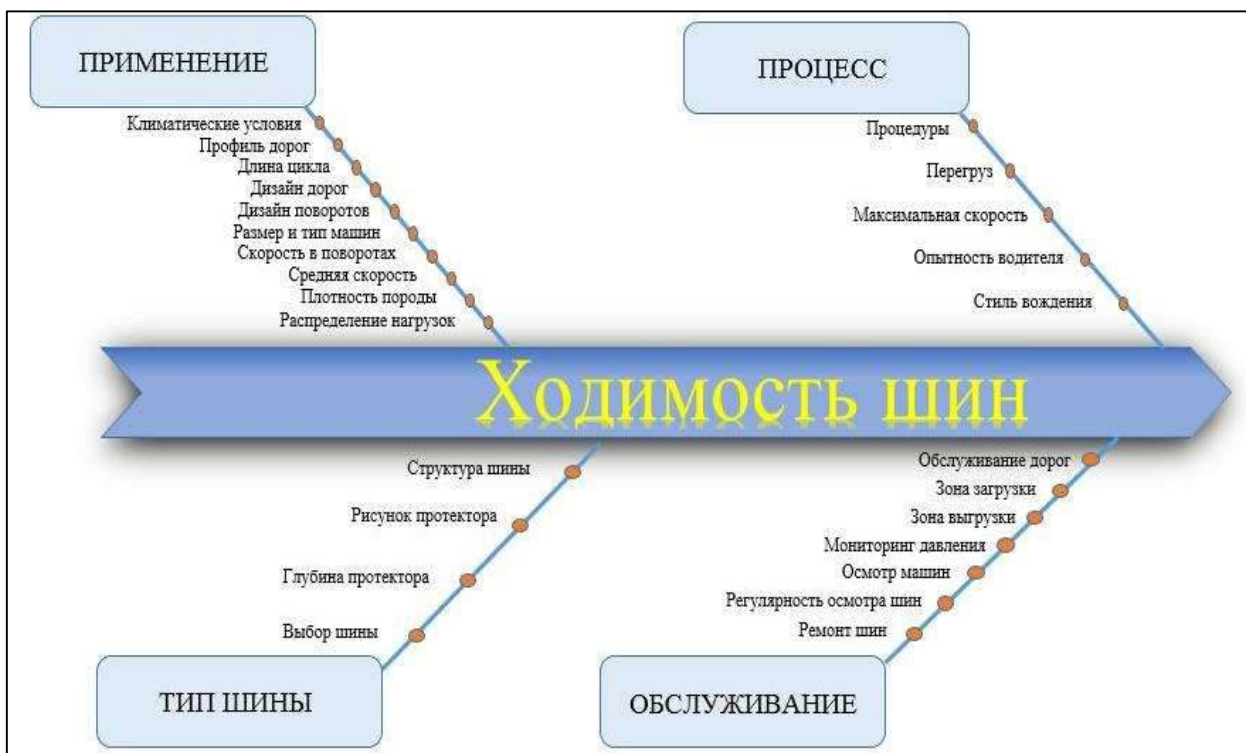 ПРИМЕНЕНИЕ
Климатические условия
Профиль дорог
Длина цикла
Дизайн дорог
Дизайн поворотов
Размер и тип машин
Скорость в поворотах
Средняя скорость
Плотность породы
Распределение нагрузок
ПРОЦЕСС
Процедуры
Перегруз
Максимальная скорость
Опытность водителя
Стиль вождения
Ходимость шин
Структура шины
Рисунок протектора
Глубина протектора
Выбор шины
ТИП ШИНЫ
Обслуживание дорог
Зона загрузки
Зона выгрузки
Мониторинг давления
Осмотр машин
Регулярность осмотра шин
Ремонт шин
ОБСЛУЖИВАНИЕ